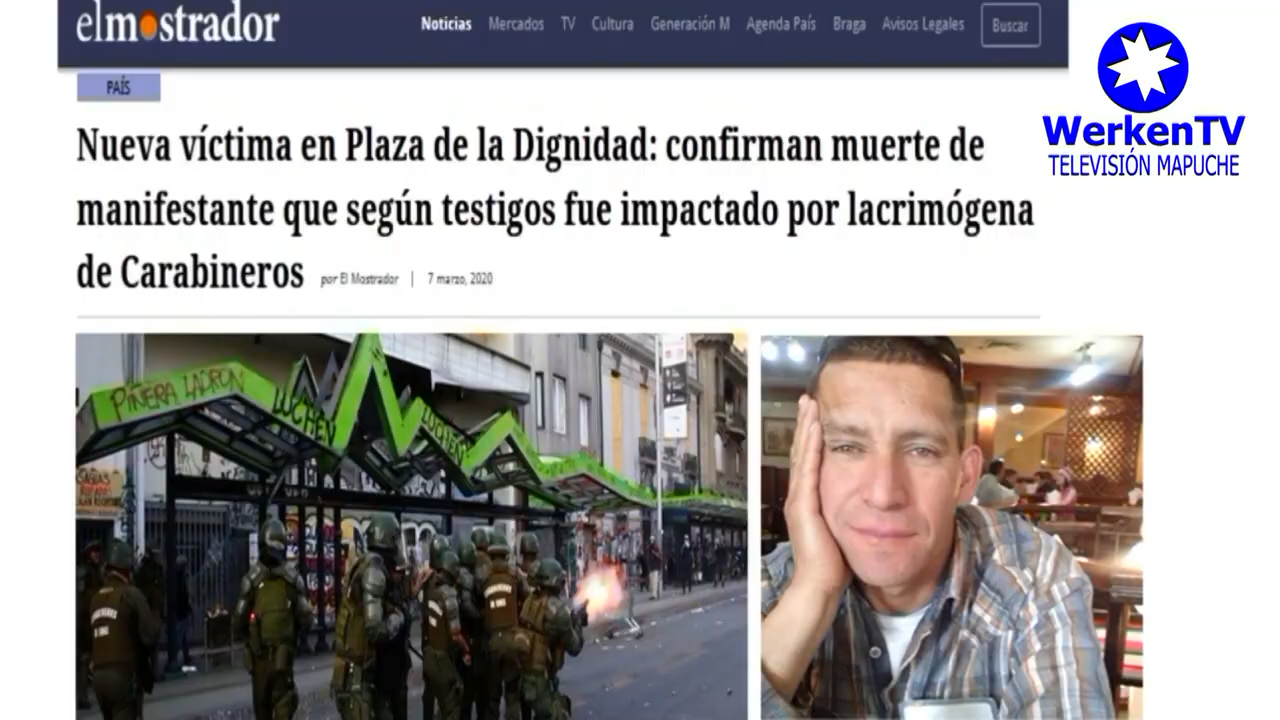 elmostrador
Noticias Mercados TV Cultura Generación M Agenda País Braga Avisos Legales Buscar
WerkenTV
TELEVISIÓN MAPUCHE
PAÍS
Nueva víctima en Plaza de la Dignidad: confirman muerte de
manifestante que según testigos fue impactado por lacrimógena
de Carabineros por El Mostrador | 7 marzo, 2020
PIÑERA LADRON
LUCHEN
LUCHEN